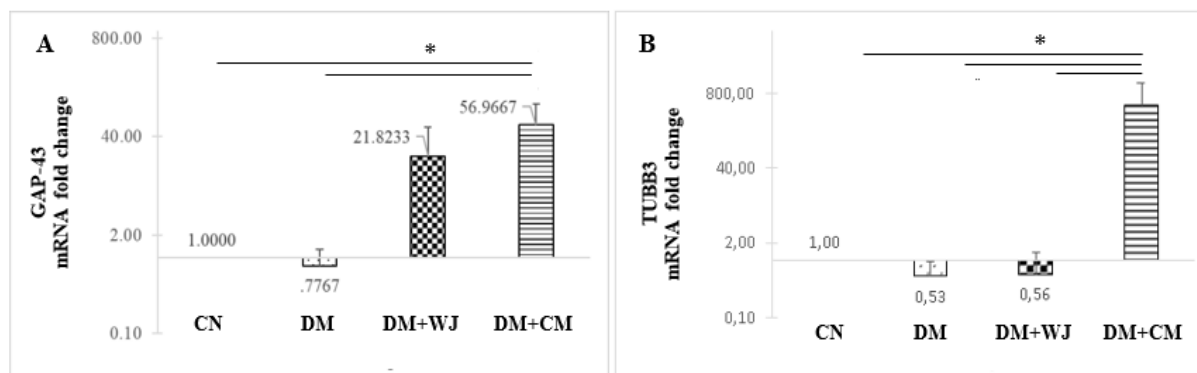 A
*
800.00
56.9667
40.00
21.8233
2.00
1.0000
.7767
0.10
GAP-43
mRNA fold change
CN DM DM+WJ DM+CM
B
*
800,00
40,00
2,00
1,00
0,53
0,56
0,10
TUBB3
mRNA fold change
CN DM DM+WJ DM+CM